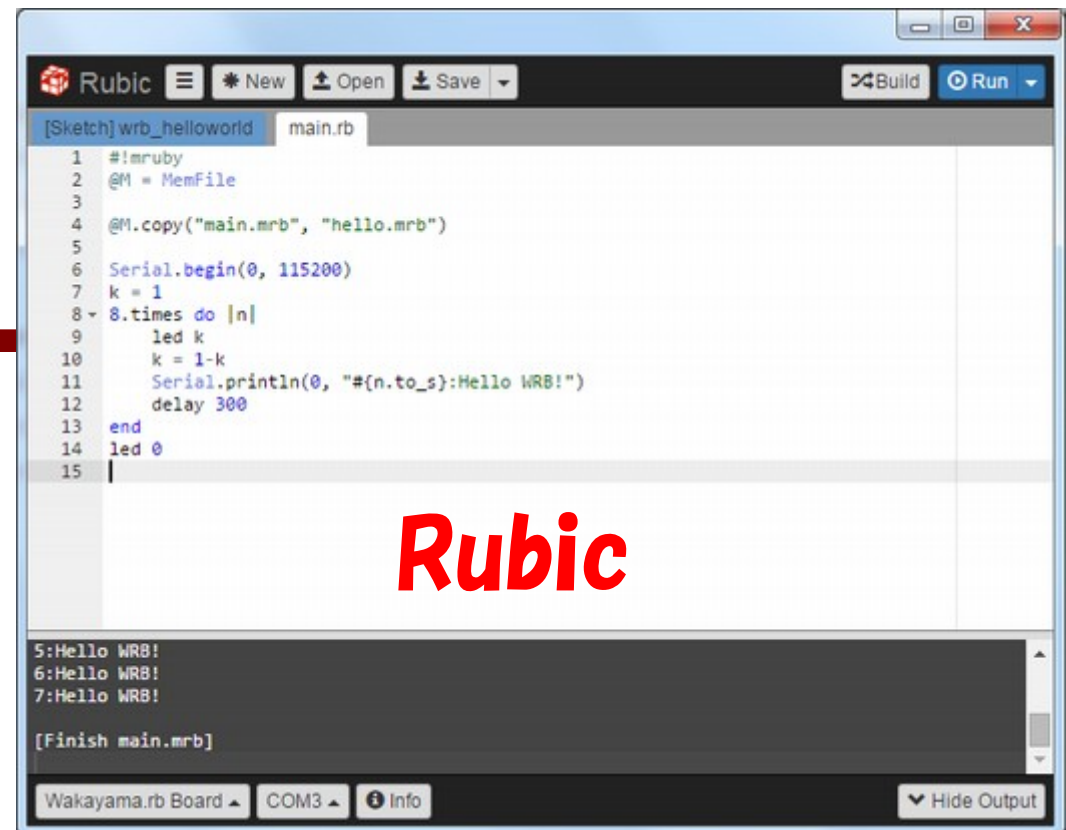 Rubic New Open Save Build Run
[Sketch] wrb_helloworld main.rb
1 #!mruby
2 @M = MemFile
3
4 @M.copy("main.mrb", "hello.mrb")
5
6 Serial.begin(0, 115200)
7 k = 1
8 8.times do |n|
9     led k
10     k = 1-k
11     Serial.println(0, "#{n.to_s}:Hello WRB!")
12     delay 300
13 end
14 led 0
15
Rubic
5:Hello WRB!
6:Hello WRB!
7:Hello WRB!
[Finish main.mrb]
Wakayama.rb Board COM3 Info Hide Output